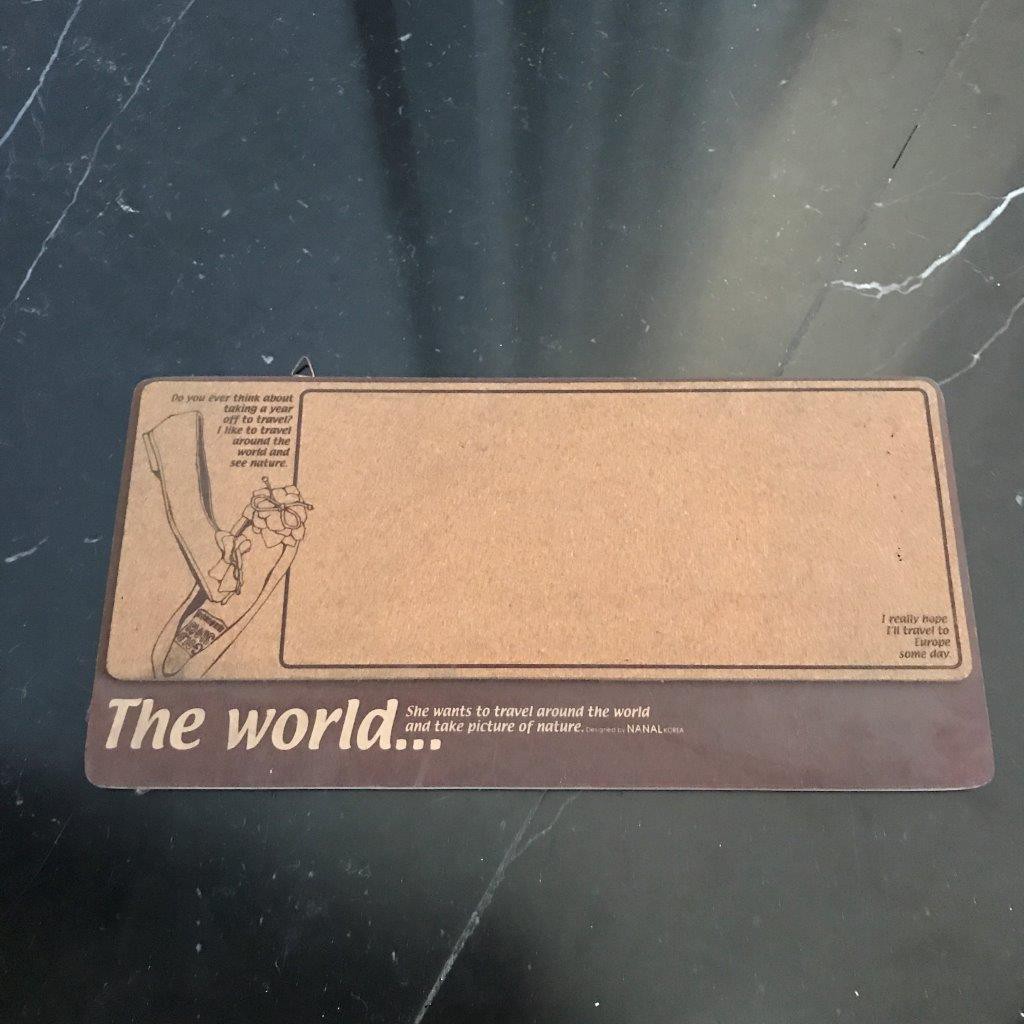 Do you ever think about
taking a year
off to travel?
I like to travel
around the
world and
see nature.
I really hope
I'll travel to
Europe
some day.
The world...
She wants to travel around the world
and take picture of nature. Designed by NANAL KOREA